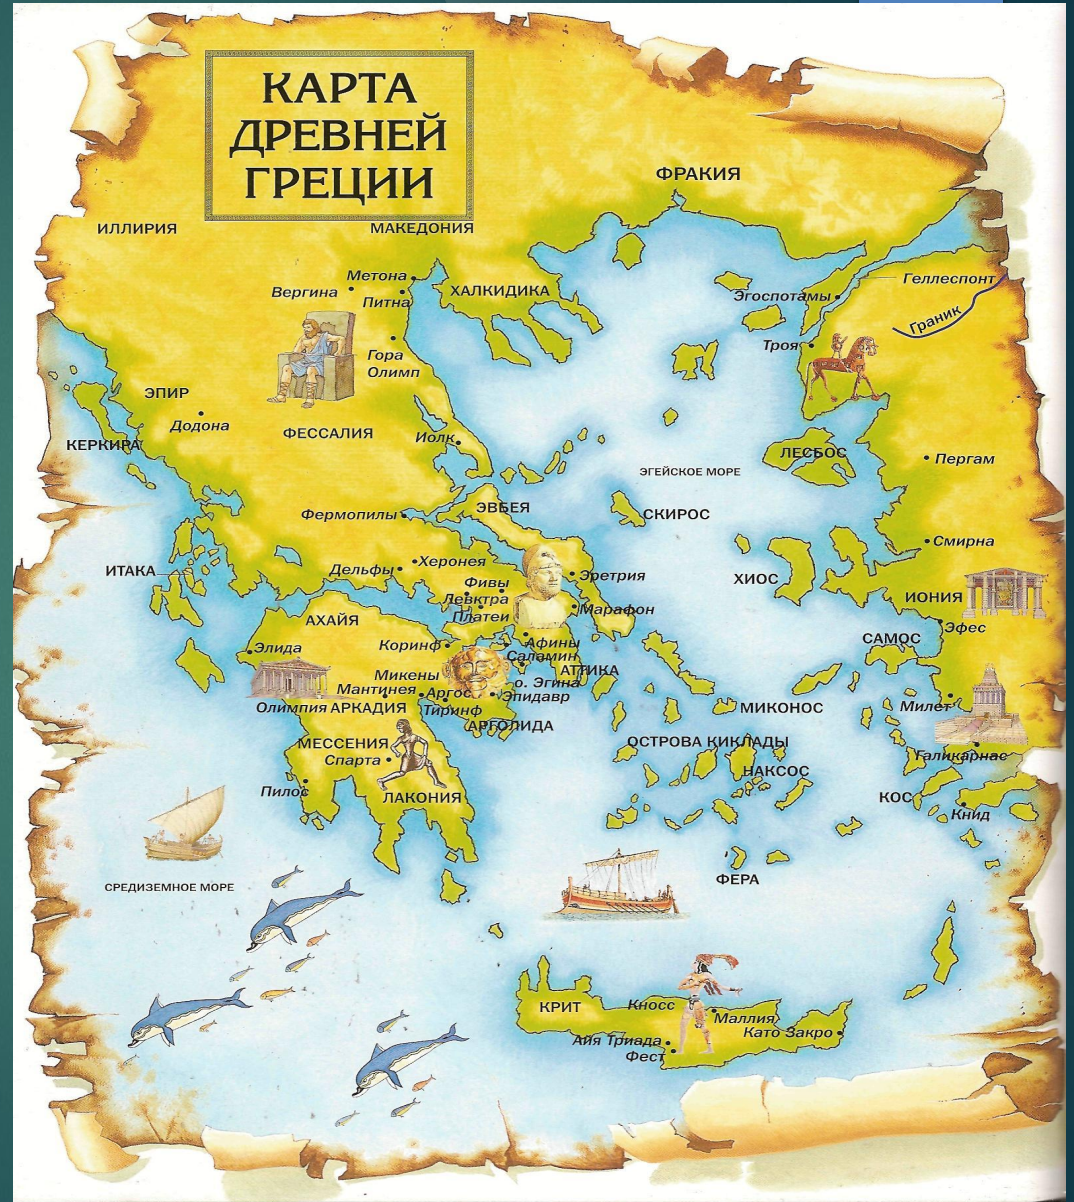 КАРТА
ДРЕВНЕЙ
ГРЕЦИИ
ФРАКИЯ
ИЛЛИРИЯ
МАКЕДОНИЯ
Метона
Вергина
Питна
ХАЛКИДИКА
Геллеспонт
Эгоспотамы
Граник
Троя
Гора
Олимп
ЭПИР
Додона
ФЕССАЛИЯ
Иолк
КЕРКИРА
ЛЕСБОС
Пергам
ЭГЕЙСКОЕ МОРЕ
ЭВБЕЯ
СКИРОС
Фермопилы
Смирна
Херонея
Дельфы
ИТАКА
Эретрия
ХИОС
Фивы
Левктра
Платеи
Марафон
ИОНИЯ
АХАЙЯ
Эфес
САМОС
Элида
Коринф
Афины
Саламин
АТТИКА
Микены
о. Эгина
Мантинея
Аргос
Эпидавр
Олимпия
АРКАДИЯ
Тиринф
МИКОНОС
Милет
АРГОЛИДА
МЕССЕНИЯ
ОСТРОВА КИКЛАДЫ
Спарта
Галикарнас
НАКСОС
Пилос
ЛАКОНИЯ
КОС
Книд
ФЕРА
СРЕДИЗЕМНОЕ МОРЕ
КРИТ
Кносс
Маллия
Като Закро
Айя Триада
Фест